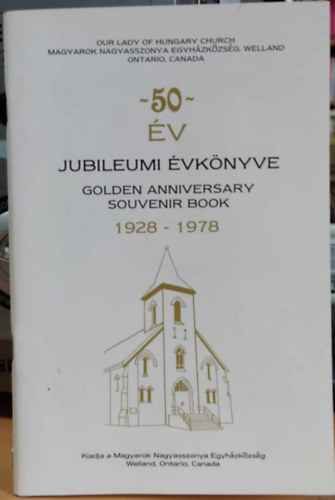 OUR LADY OF HUNGARY CHURCH
MAGYAROK NAGYASSZONYA EGYHÁZKÖZSÉG, WELLAND
ONTARIO, CANADA
~50~
ÉV
JUBILEUMI ÉVKÖNYVE
GOLDEN ANNIVERSARY
SOUVENIR BOOK
1928 - 1978
Kiadja a Magyarok Nagyasszonya Egyházközség
Welland, Ontario, Canada